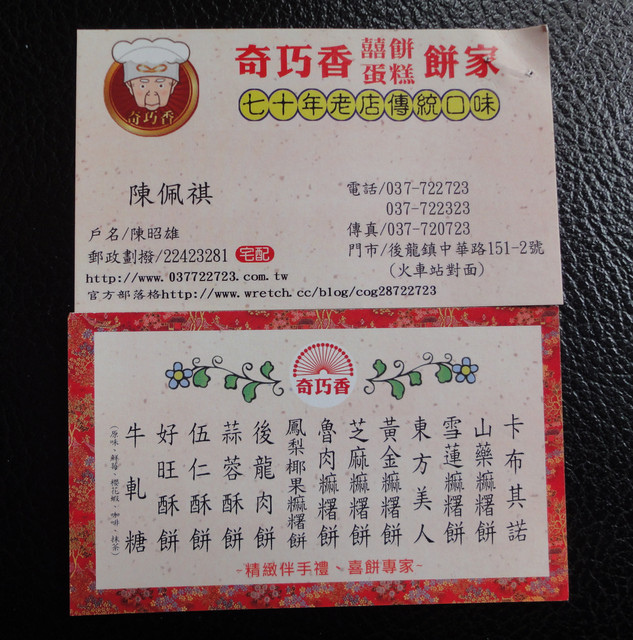 奇巧香
奇巧香 囍餅 蛋糕 餅家
七十年老店傳統口味
陳佩祺
電話/037-722723
037-722323
傳真/037-720723
門市/後龍鎮中華路151-2號
(火車站對面)
戶名/陳昭雄
郵政劃撥/22423281 宅配
http://www.037722723.com.tw
官方部落格http://www.wretch.cc/blog/cog28722723
奇巧香
卡布其諾
山藥麻糬餅
雪蓮麻糬餅
東方美人
黃金麻糬餅
芝麻麻糬餅
魯肉麻糬餅
鳳梨椰果麻糬餅
後龍肉餅
蒜蓉酥餅
伍仁酥餅
好旺酥餅
牛軋糖
(原味、鮮莓、櫻花蝦、咖啡、抹茶)
-精緻伴手禮、喜餅專家-